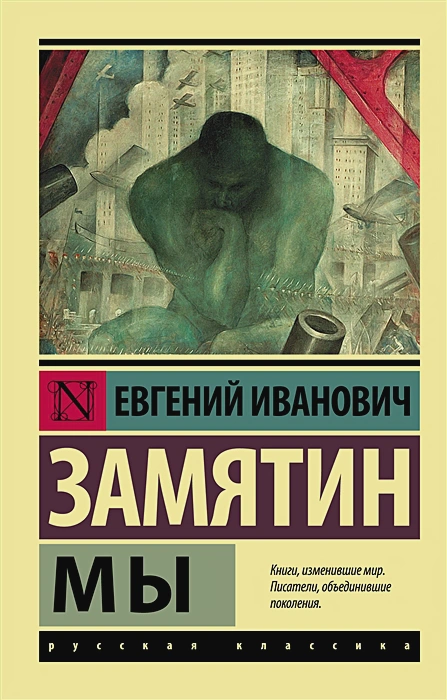 N
ЕВГЕНИЙ ИВАНОВИЧ
ЗАМЯТИН
МЫ
Книги, изменившие мир.
Писатели, объединившие
поколения.
русская классика